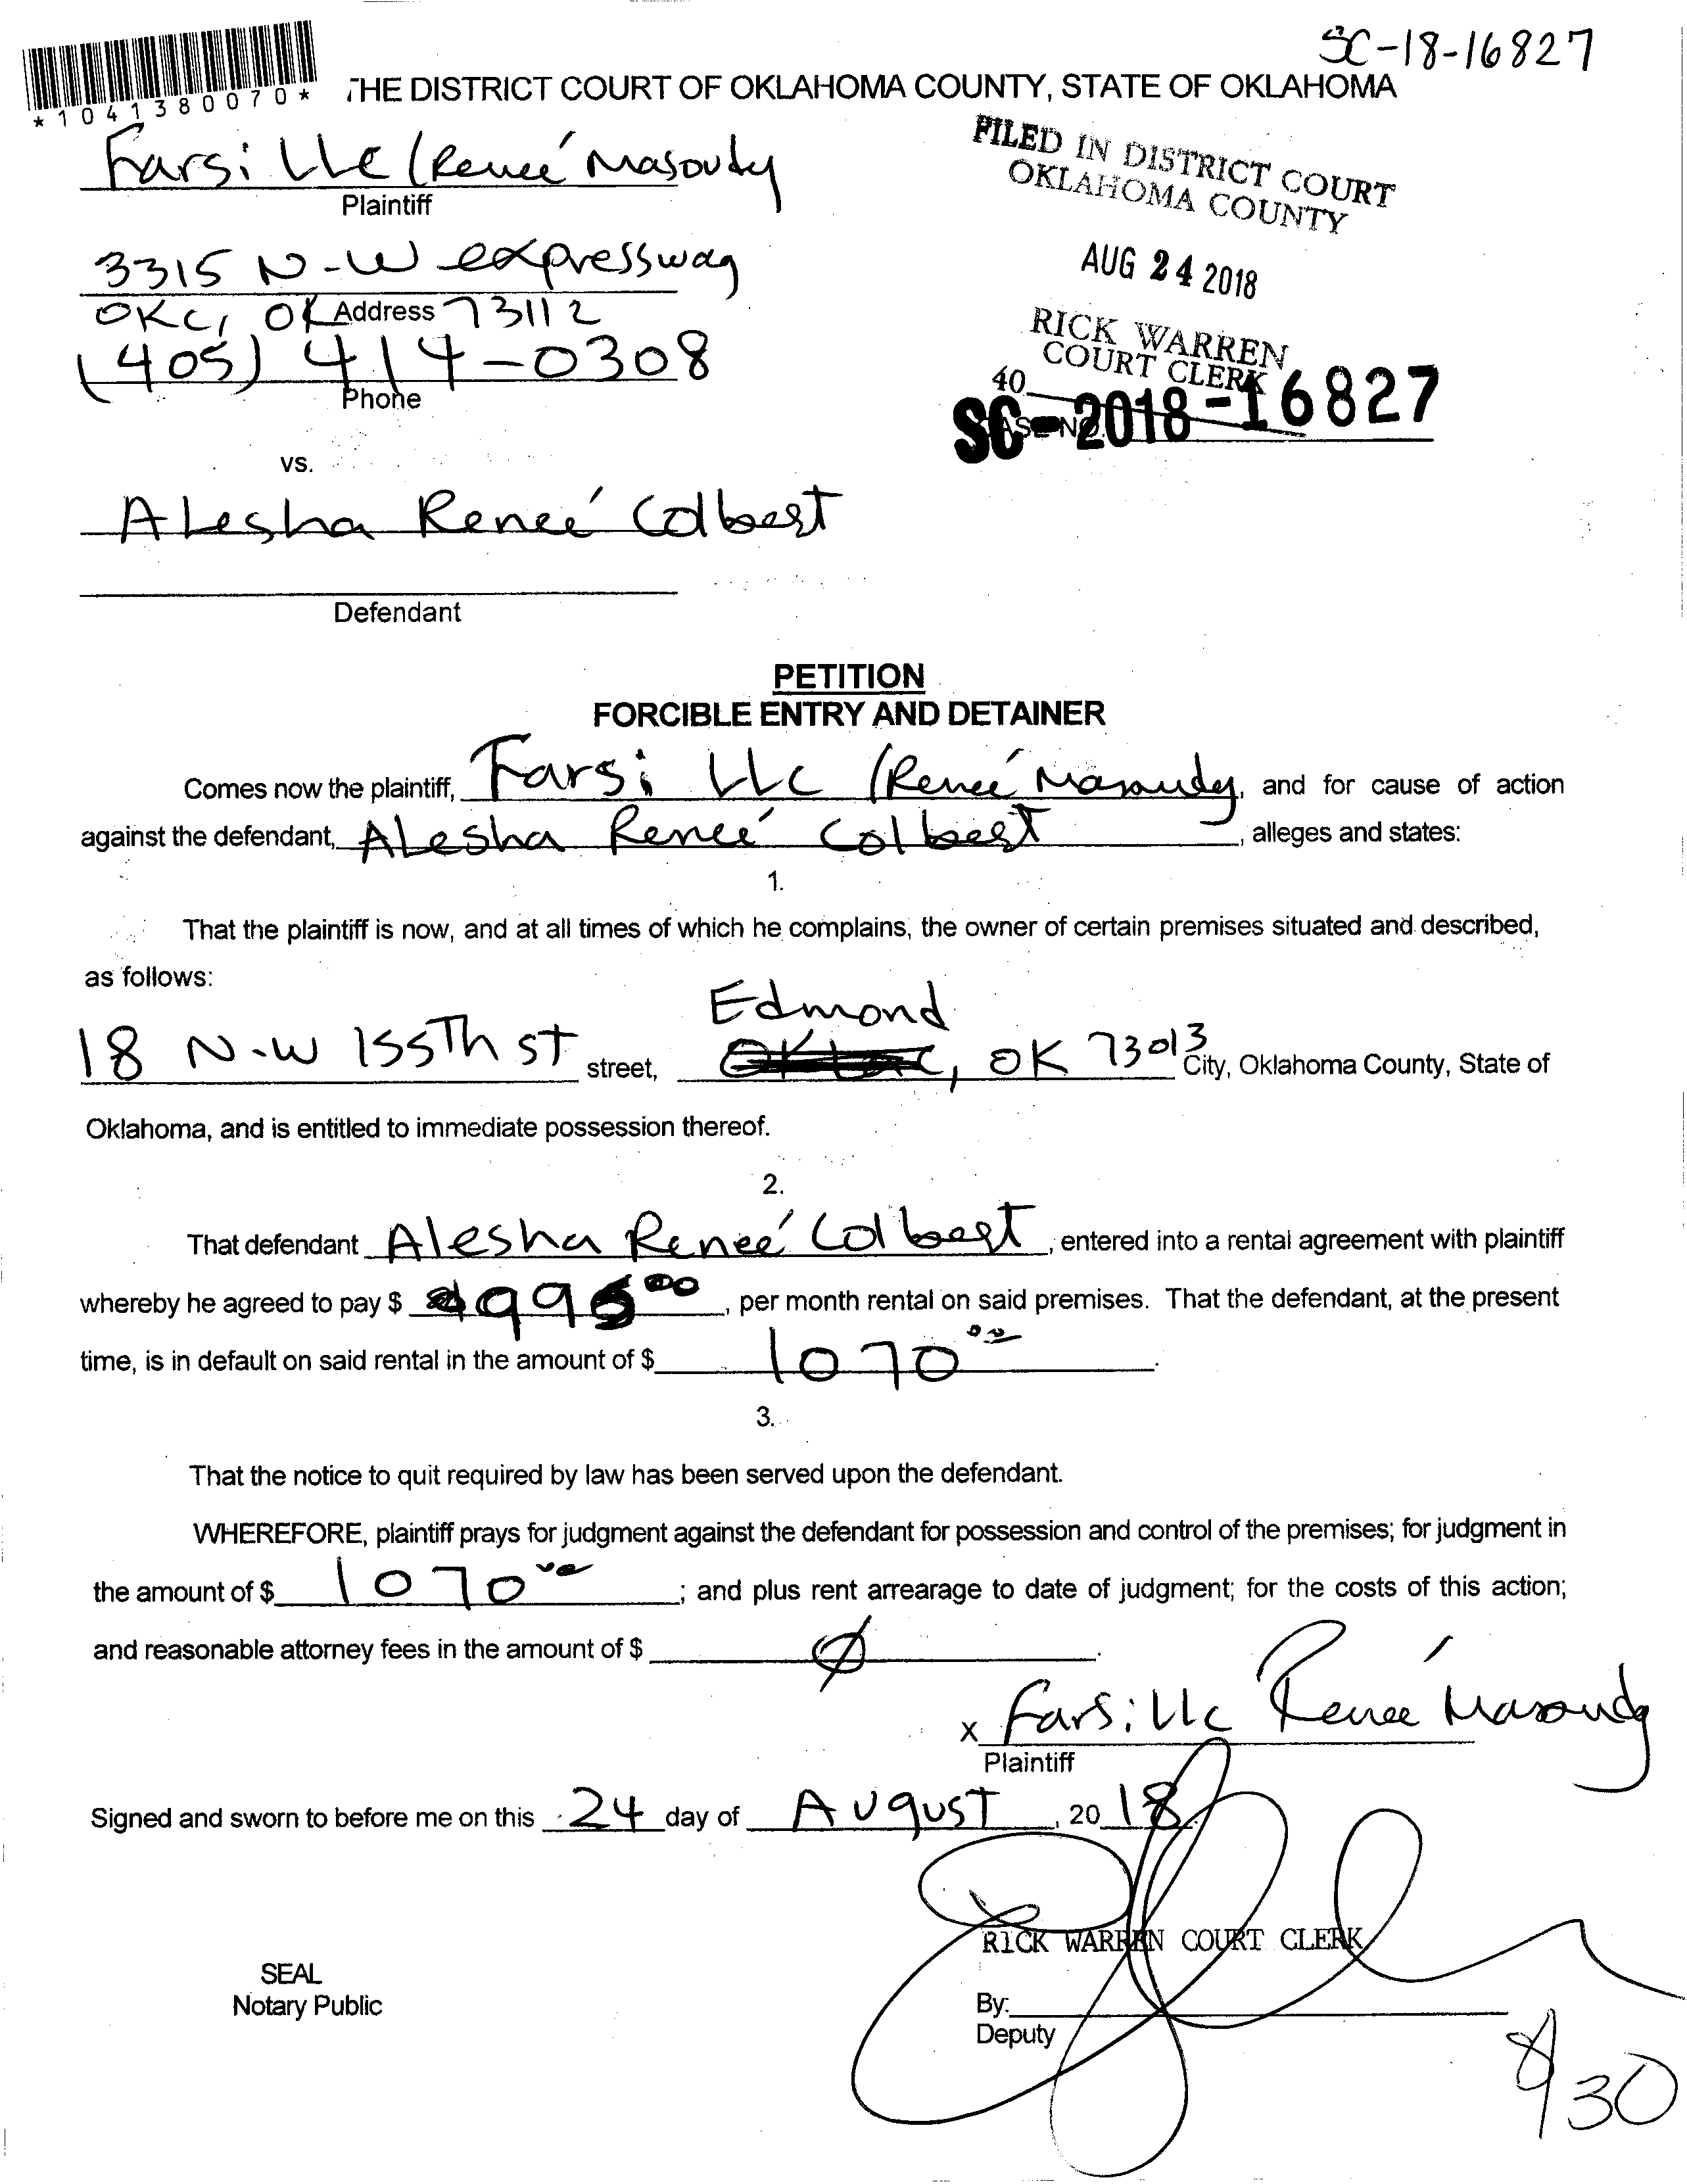 SC-18-16827
*1041380070*
THE DISTRICT COURT OF OKLAHOMA COUNTY, STATE OF OKLAHOMA
Farsi LLC (Reneé Masoudy
Plaintiff
3315 N-W expressway
OKC, OK 73112
Address
(405) 414-0308
Phone
FILED IN DISTRICT COURT
OKLAHOMA COUNTY
AUG 24 2018
RICK WARREN
COURT CLERK
40
CASE NO.
SC-2018-16827
vs.
Alesha Reneé Colbert
Defendant
PETITION
FORCIBLE ENTRY AND DETAINER
Comes now the plaintiff, Farsi LLC (Reneé Masoudy, and for cause of action
against the defendant, Alesha Reneé Colbert, alleges and states:
1.
That the plaintiff is now, and at all times of which he complains, the owner of certain premises situated and described,
as follows:
Edmond
18 N-W 155Th st street, , OK 73013 City, Oklahoma County, State of
Oklahoma, and is entitled to immediate possession thereof.
2.
That defendant Alesha Reneé Colbert, entered into a rental agreement with plaintiff
whereby he agreed to pay $ 995 00, per month rental on said premises. That the defendant, at the present
time, is in default on said rental in the amount of $ 1070 00.
3.
That the notice to quit required by law has been served upon the defendant.
WHEREFORE, plaintiff prays for judgment against the defendant for possession and control of the premises; for judgment in
the amount of $ 1070 00; and plus rent arrearage to date of judgment; for the costs of this action;
and reasonable attorney fees in the amount of $ Ø.
X Farsi LLC Reneé Masoudy
Plaintiff
Signed and sworn to before me on this 24 day of August, 2018.
RICK WARREN COURT CLERK
SEAL
Notary Public
By:
Deputy
8/30